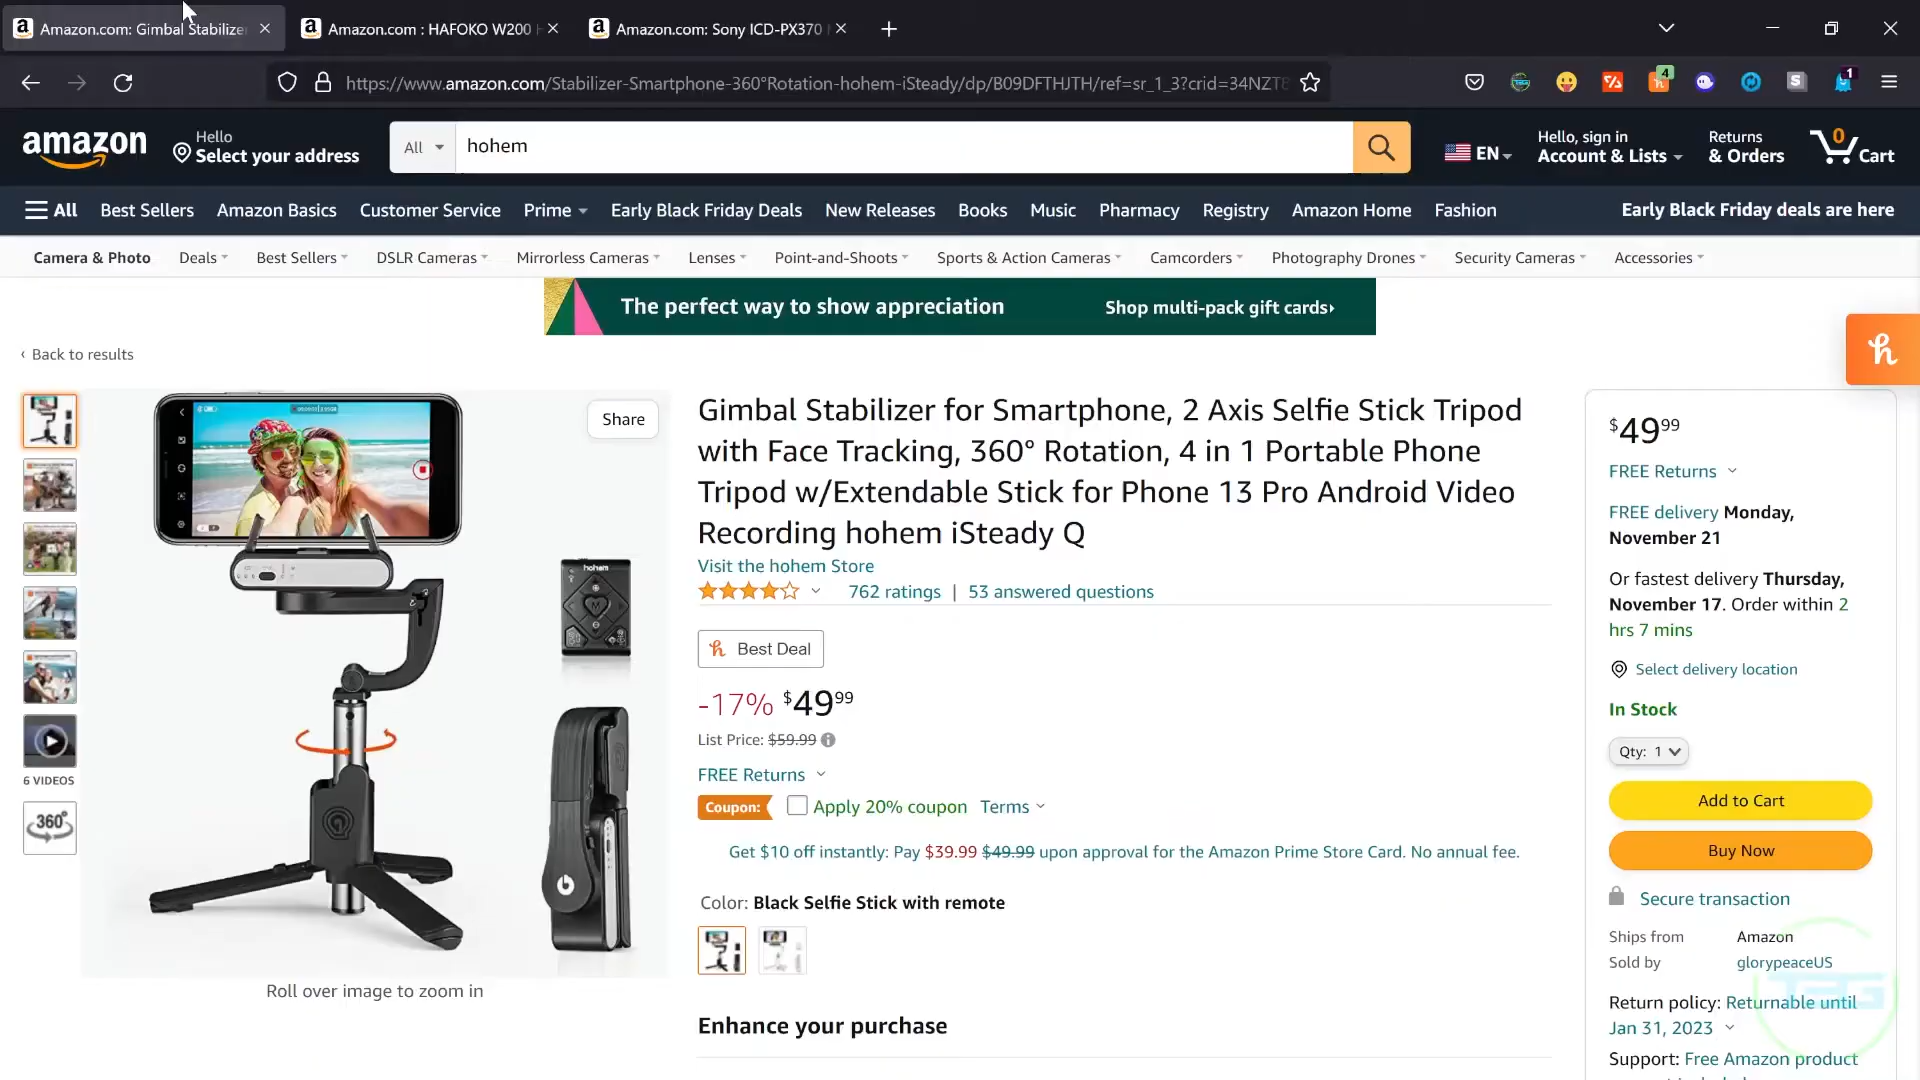 Amazon.com: Gimbal Stabilize
Amazon.com : HAFOKO W200
Amazon.com: Sony ICD-PX370
https://www.amazon.com/Stabilizer-Smartphone-360°Rotation-hohem-iSteady/dp/B09DFTHJTH/ref=sr_1_3?crid=34NZT
4
S
1
amazon
Hello
Select your address
All
hohem
EN
Hello, sign in
Account & Lists
Returns
& Orders
0
Cart
All
Best Sellers
Amazon Basics
Customer Service
Prime
Early Black Friday Deals
New Releases
Books
Music
Pharmacy
Registry
Amazon Home
Fashion
Early Black Friday deals are here
Camera & Photo
Deals
Best Sellers
DSLR Cameras
Mirrorless Cameras
Lenses
Point-and-Shoots
Sports & Action Cameras
Camcorders
Photography Drones
Security Cameras
Accessories
The perfect way to show appreciation
Shop multi-pack gift cards
‹ Back to results
Share
hohem
M
6 VIDEOS
360°
Roll over image to zoom in
Gimbal Stabilizer for Smartphone, 2 Axis Selfie Stick Tripod
with Face Tracking, 360° Rotation, 4 in 1 Portable Phone
Tripod w/Extendable Stick for Phone 13 Pro Android Video
Recording hohem iSteady Q
Visit the hohem Store
762 ratings | 53 answered questions
Best Deal
-17% $49 99
List Price: $59.99
FREE Returns
Coupon: Apply 20% coupon Terms
Get $10 off instantly: Pay $39.99 $49.99 upon approval for the Amazon Prime Store Card. No annual fee.
Color: Black Selfie Stick with remote
Enhance your purchase
h
$49 99
FREE Returns
FREE delivery Monday,
November 21
Or fastest delivery Thursday,
November 17. Order within 2
hrs 7 mins
Select delivery location
In Stock
Qty: 1
Add to Cart
Buy Now
Secure transaction
Ships from Amazon
Sold by glorypeaceUS
Return policy: Returnable until
Jan 31, 2023
Support: Free Amazon product
TEG